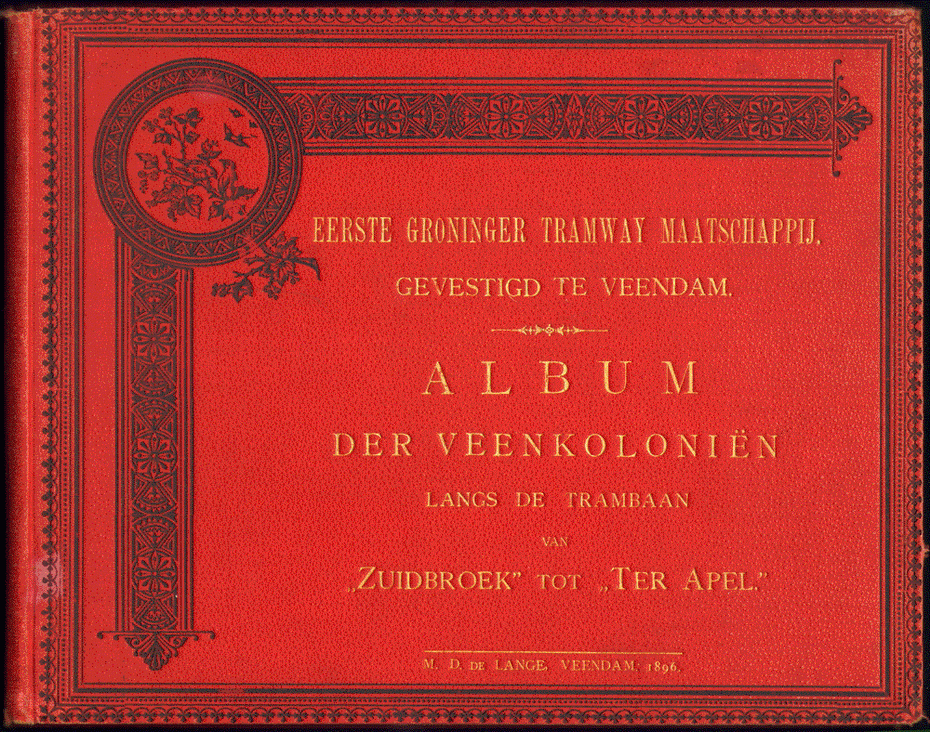 EERSTE GRONINGER TRAMWAY MAATSCHAPPIJ.
GEVESTIGD TE VEENDAM.
ALBUM
DER VEENKOLONIËN
LANGS DE TRAMBAAN
VAN
„ZUIDBROEK” TOT „TER APEL.”
M. D. DE LANGE, VEENDAM, 1896.